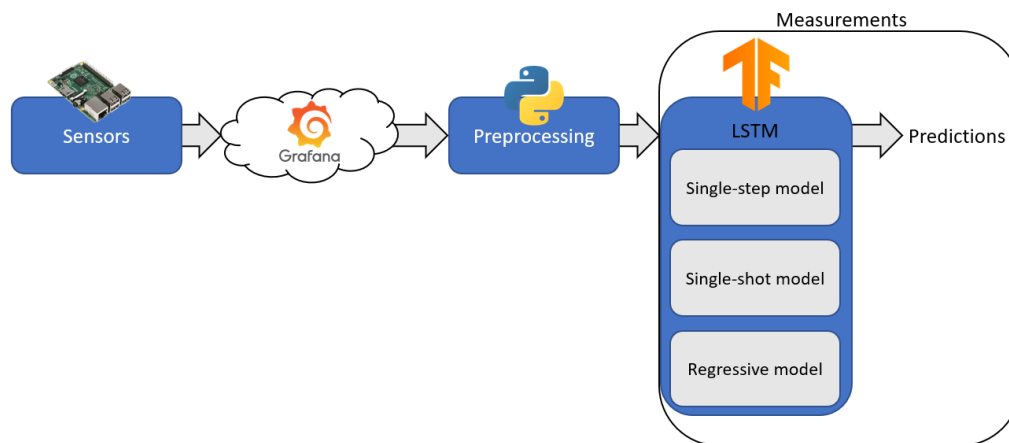 Measurements
Sensors
Grafana
Preprocessing
LSTM
Single-step model
Single-shot model
Regressive model
Predictions